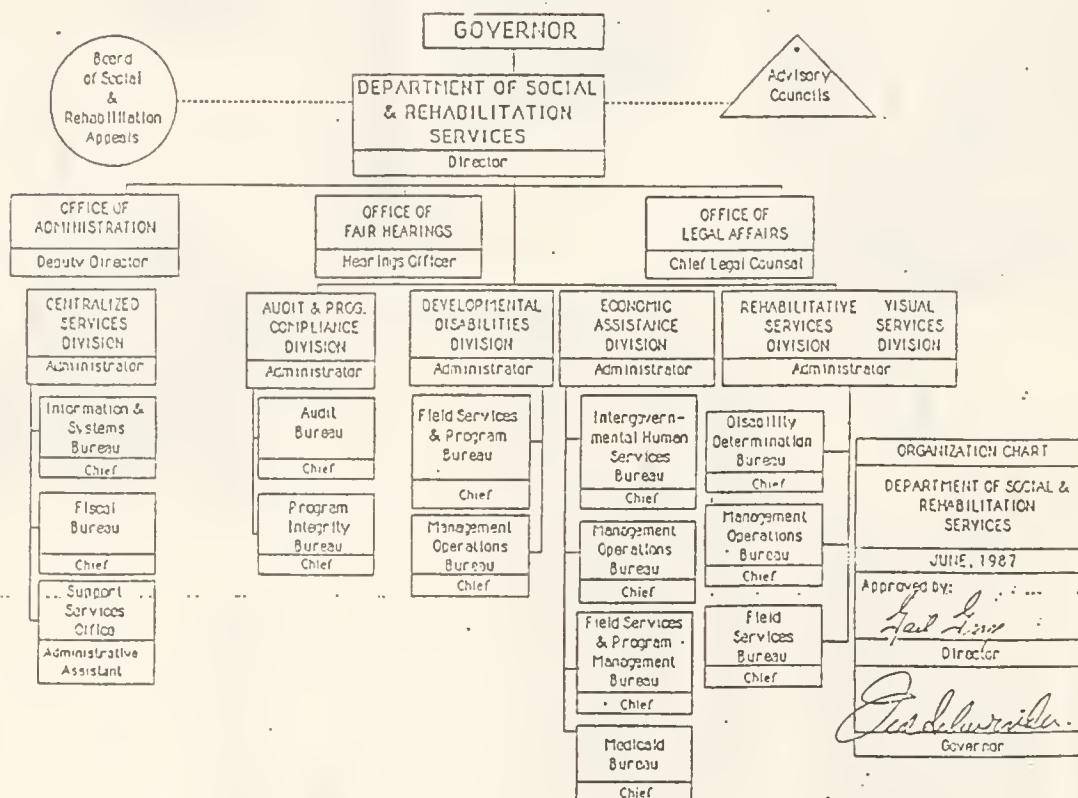 GOVERNOR
Board
of Social
&
Rehabilitation
Appeals
DEPARTMENT OF SOCIAL
& REHABILITATION
SERVICES
Director
Advisory
Councils
OFFICE OF
ADMINISTRATION
Deputy Director
OFFICE OF
FAIR HEARINGS
Hearings Officer
OFFICE OF
LEGAL AFFAIRS
Chief Legal Counsel
CENTRALIZED
SERVICES
DIVISION
Administrator
AUDIT & PROG.
COMPLIANCE
DIVISION
Administrator
DEVELOPMENTAL
DISABILITIES
DIVISION
Administrator
ECONOMIC
ASSISTANCE
DIVISION
Administrator
REHABILITATIVE
SERVICES
DIVISION
VISUAL
SERVICES
DIVISION
Administrator
Information &
Systems
Bureau
Chief
Fiscal
Bureau
Chief
Support
Services
Office
Administrative
Assistant
Audit
Bureau
Chief
Program
Integrity
Bureau
Chief
Field Services
& Program
Bureau
Chief
Management
Operations
Bureau
Chief
Intergovern-
mental Human
Services
Bureau
Chief
Management
Operations
Bureau
Chief
Field Services
& Program
Management
Bureau
Chief
Medicaid
Bureau
Chief
Disability
Determination
Bureau
Chief
Management
Operations
Bureau
Chief
Field
Services
Bureau
Chief
ORGANIZATION CHART
DEPARTMENT OF SOCIAL &
REHABILITATION
SERVICES
JUNE, 1987
Approved by:
Director
Governor